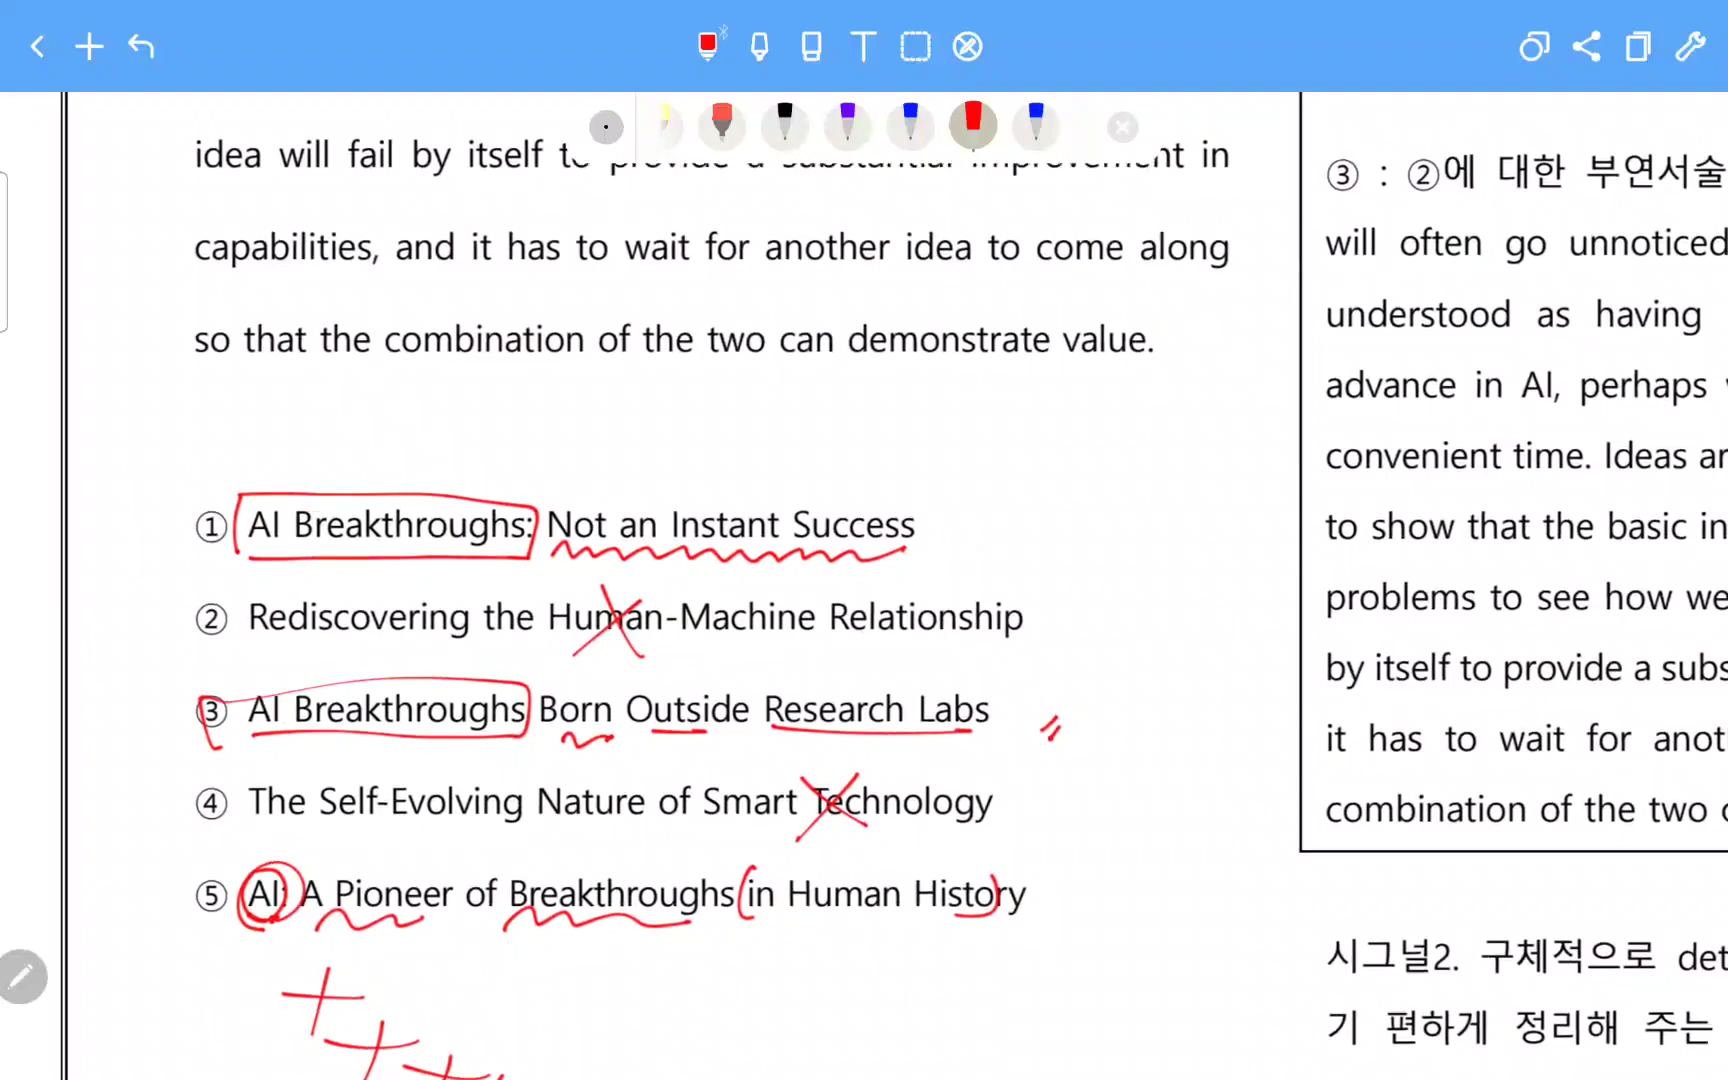 idea will fail by itself to provide a substantial improvement in
capabilities, and it has to wait for another idea to come along
so that the combination of the two can demonstrate value.
① AI Breakthroughs: Not an Instant Success
② Rediscovering the Human-Machine Relationship
③ AI Breakthroughs Born Outside Research Labs
④ The Self-Evolving Nature of Smart Technology
⑤ AI: A Pioneer of Breakthroughs in Human History
③ : ②에 대한 부연서술
will often go unnoticed
understood as having
advance in AI, perhaps
convenient time. Ideas ar
to show that the basic in
problems to see how we
by itself to provide a subs
it has to wait for anot
combination of the two
시그널2. 구체적으로 det
기 편하게 정리해 주는